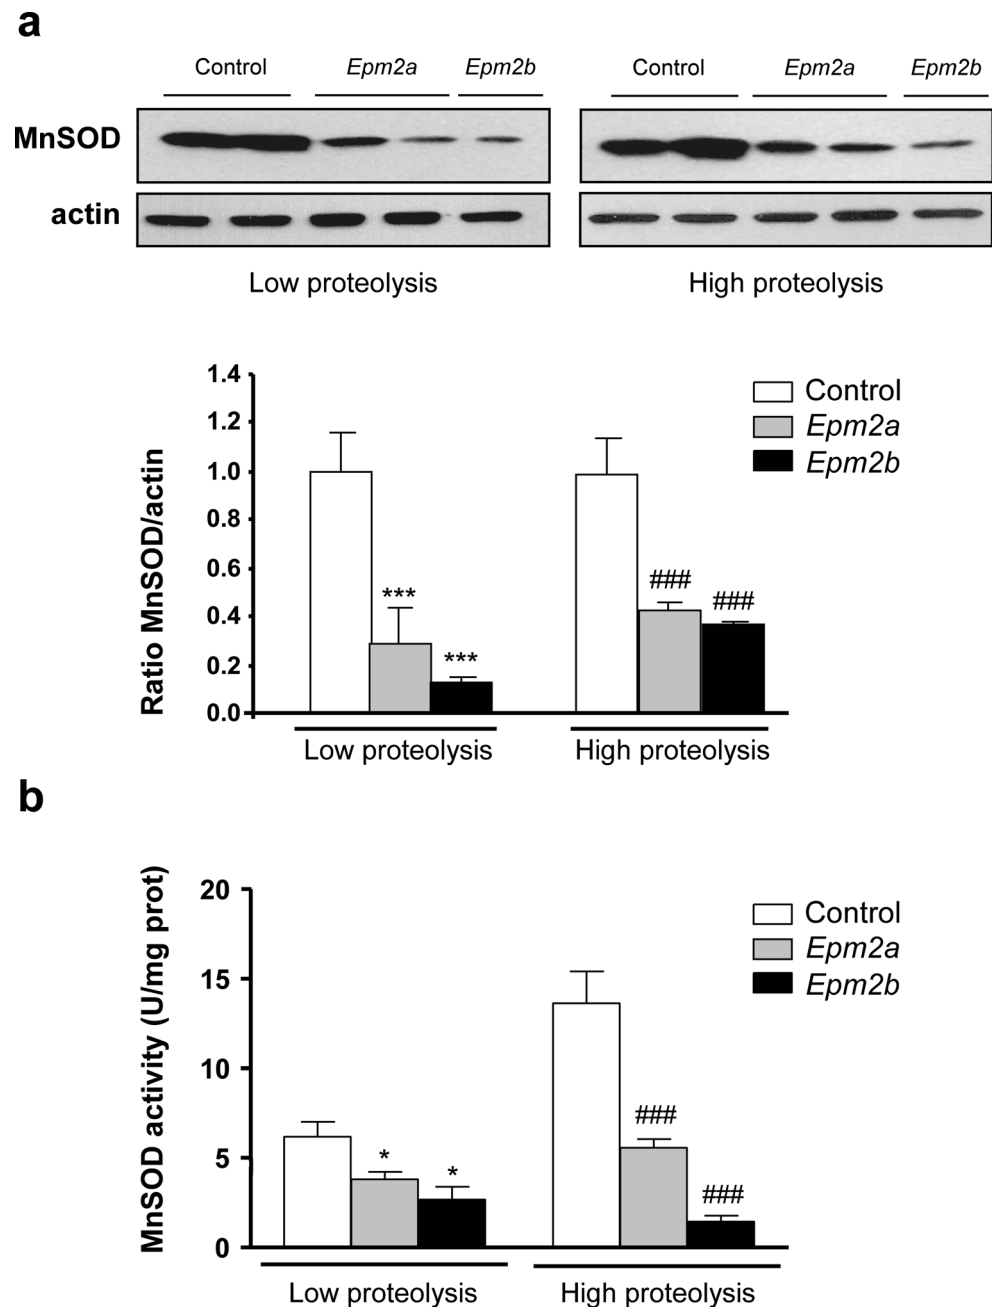 a
Control Epm2a Epm2b Control Epm2a Epm2b
MnSOD
actin
Low proteolysis High proteolysis
1.4
1.2
1.0
0.8
0.6
0.4
0.2
0.0
Ratio MnSOD/actin
Control
Epm2a
Epm2b
*** *** ### ###
Low proteolysis High proteolysis
b
20
15
10
5
0
MnSOD activity (U/mg prot)
Control
Epm2a
Epm2b
* * ### ###
Low proteolysis High proteolysis